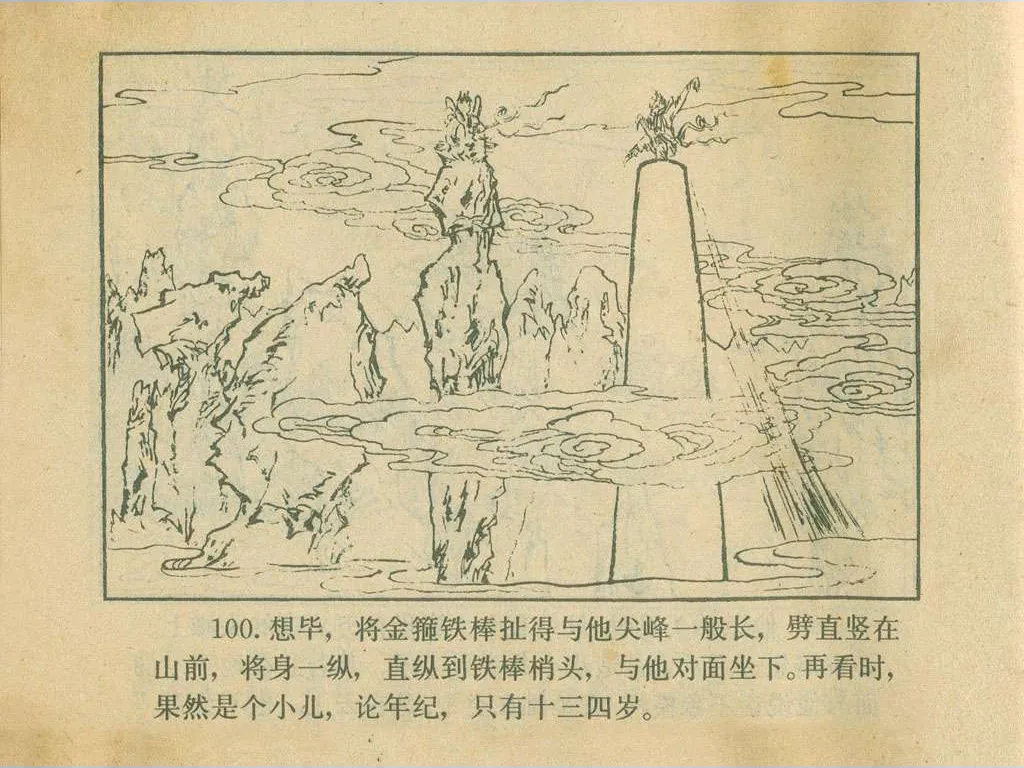 100. 想毕，将金箍铁棒扯得与他尖峰一般长，劈直竖在
山前，将身一纵，直纵到铁棒梢头，与他对面坐下。再看时，
果然是个小儿，论年纪，只有十三四岁。